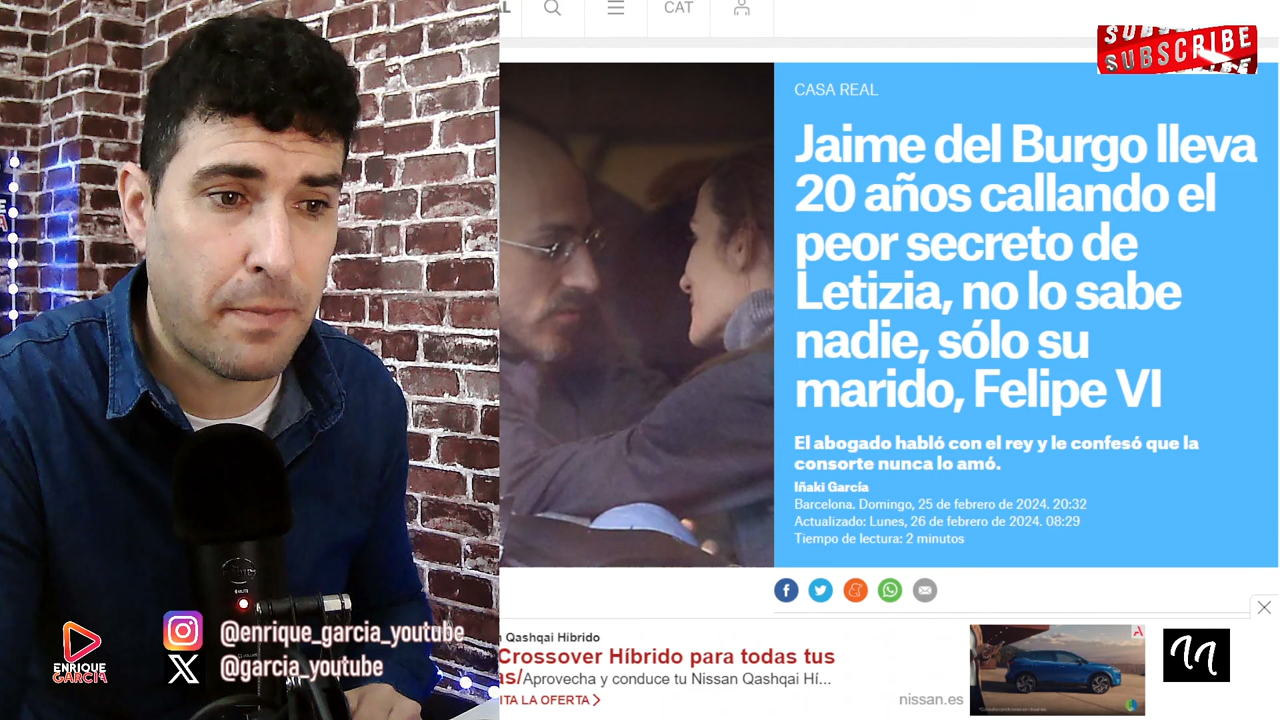 CAT
SUBSCRIBE
SUBSCRIBE
CASA REAL
Jaime del Burgo lleva
20 años callando el
peor secreto de
Letizia, no lo sabe
nadie, sólo su
marido, Felipe VI
El abogado habló con el rey y le confesó que la
consorte nunca lo amó.
Iñaki García
Barcelona. Domingo, 25 de febrero de 2024. 20:32
Actualizado: Lunes, 26 de febrero de 2024. 08:29
Tiempo de lectura: 2 minutos
Qashqai Híbrido
Crossover Híbrido para todas tus
as/Aprovecha y conduce tu Nissan Qashqai Hí...
ITA LA OFERTA
nissan.es
@enrique_garcia_youtube
@garcia_youtube
ENRIQUE
GARCIA